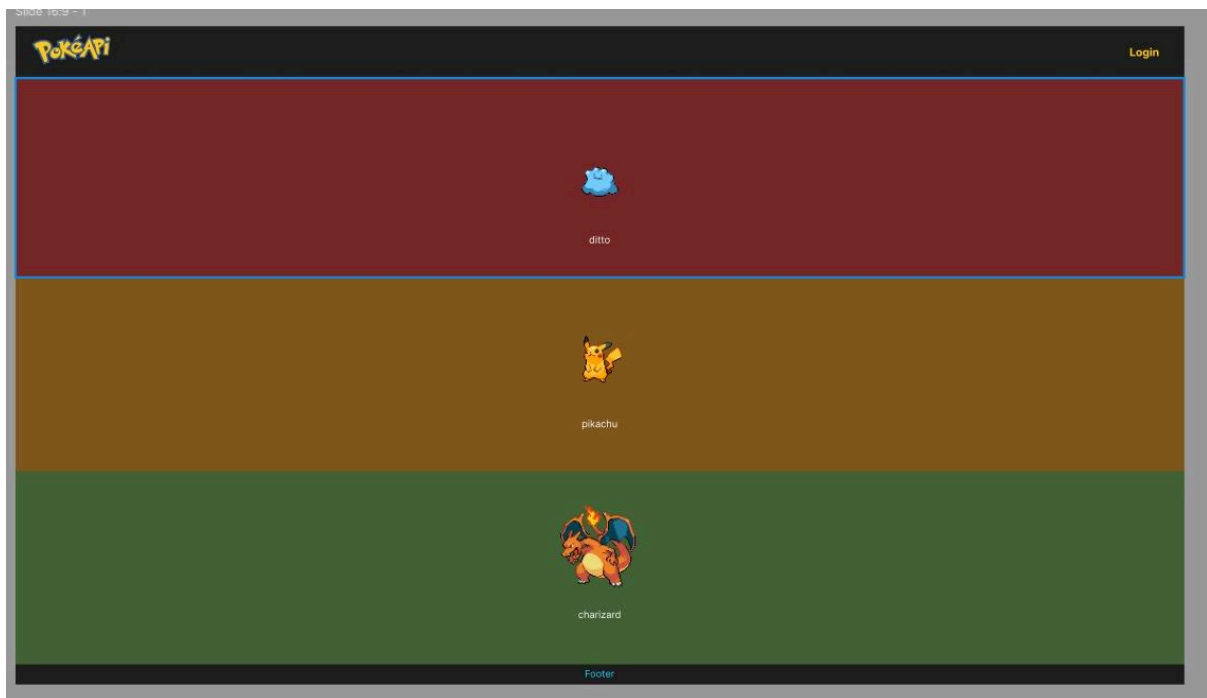 Slide 16:9 - 1
PokéAPi
Login
ditto
pikachu
charizard
Footer